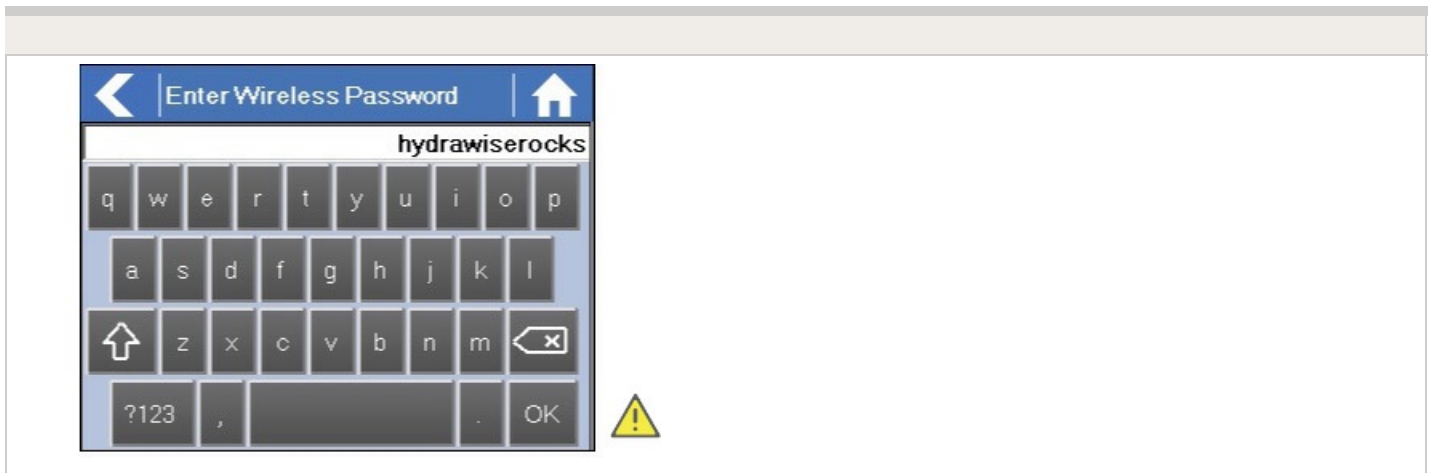 Enter Wireless Password
hydrawiserocks
q w e r t y u i o p
a s d f g h j k l
z x c v b n m
?123 , . OK
!